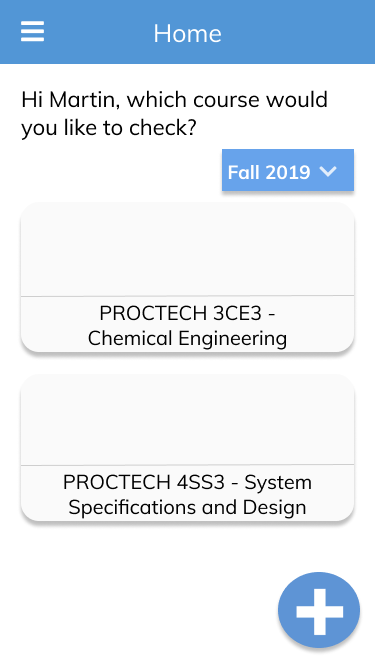 Home
Hi Martin, which course would
you like to check?
Fall 2019
PROCTECH 3CE3 -
Chemical Engineering
PROCTECH 4SS3 - System
Specifications and Design